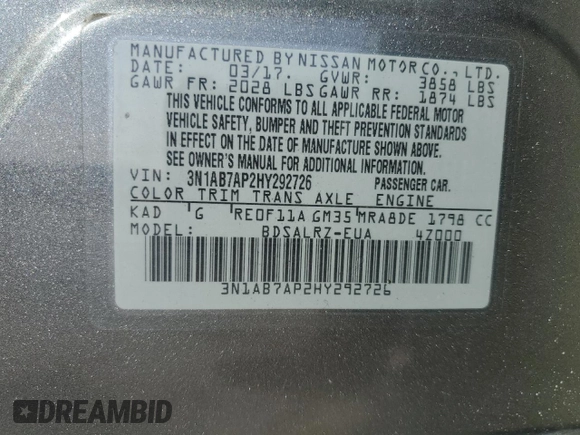 MANUFACTURED BY NISSAN MOTOR CO., LTD.
DATE: 03/17. GVWR: 3858 LBS
GAWR FR: 2028 LBS GAWR RR: 1874 LBS
THIS VEHICLE CONFORMS TO ALL APPLICABLE FEDERAL MOTOR
VEHICLE SAFETY, BUMPER AND THEFT PREVENTION STANDARDS
IN EFFECT ON THE DATE OF MANUFACTURE SHOWN ABOVE.
SEE OWNER'S MANUAL FOR ADDITIONAL INFORMATION.
VIN: 3N1AB7AP2HY292726 PASSENGER CAR.
COLOR TRIM TRANS AXLE ENGINE
KAD G RE0F11A GM35 MRA8DE 1798 CC
MODEL: BDSALRZ-EUA 4Z000
3N1AB7AP2HY292726
DREAMBID